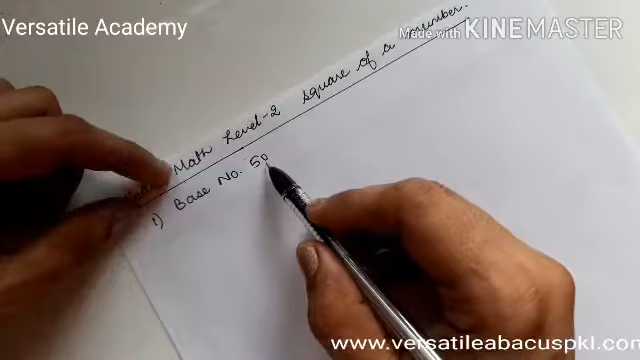 Versatile Academy
Made with KINEMASTER
Math Level-2 square of a number.
1) Base No. 50
www.versatileabacuspkl.com